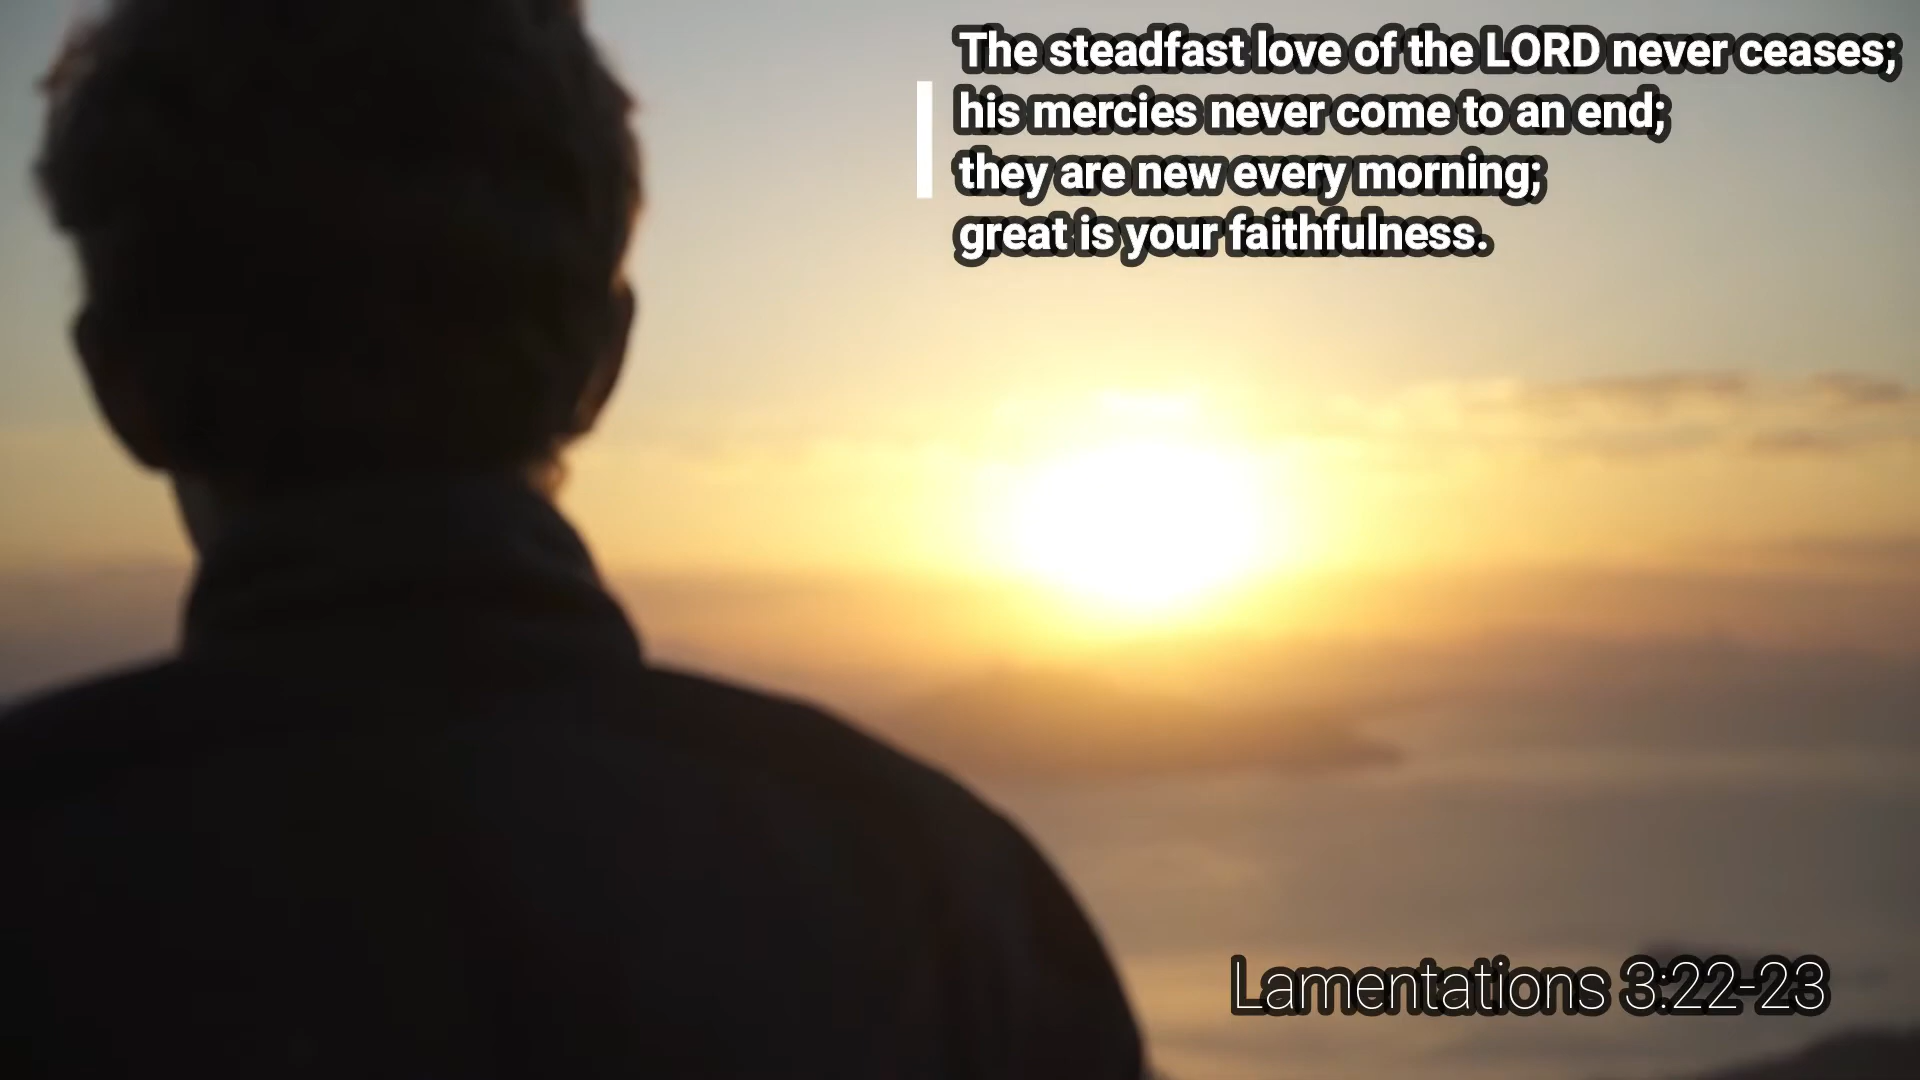 The steadfast love of the LORD never ceases;
his mercies never come to an end;
they are new every morning;
great is your faithfulness.
Lamentations 3:22-23